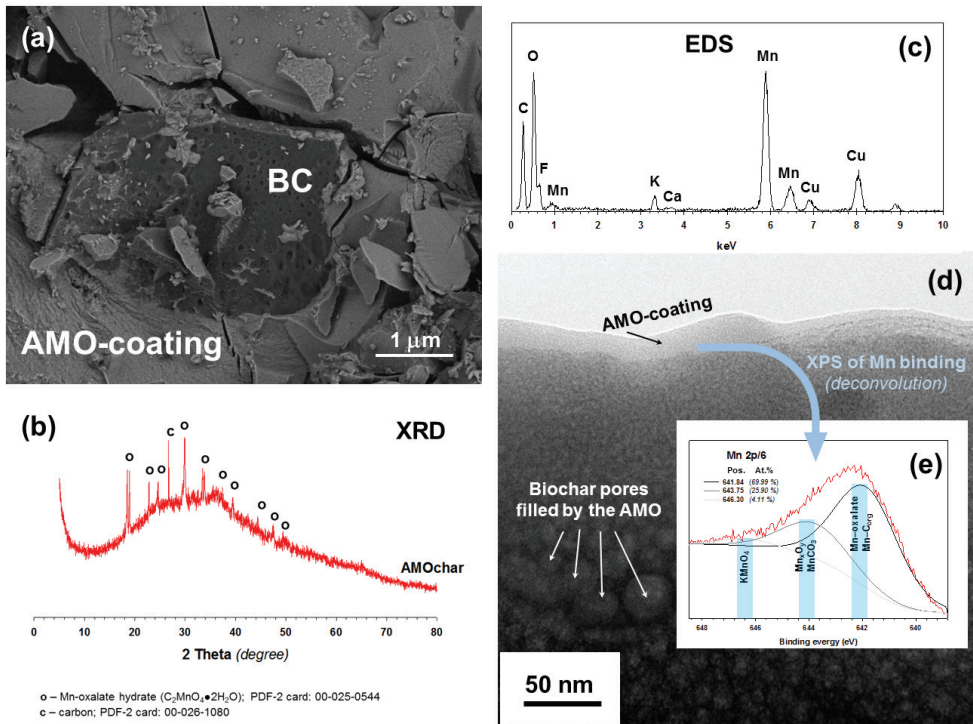 (a)
BC
AMO-coating
1 μm
(b)
XRD
o
c
o
o
o
o
o
o
o
o
o
AMOchar
0 10 20 30 40 50 60 70 80
2 Theta (degree)
o – Mn-oxalate hydrate (C₂MnO₄●2H₂O); PDF-2 card: 00-025-0544
c – carbon; PDF-2 card: 00-026-1080
EDS
(c)
C
O
F
Mn
K
Ca
Mn
Mn
Cu
Cu
0 1 2 3 4 5 6 7 8 9 10
keV
(d)
AMO-coating
XPS of Mn binding
(deconvolution)
Biochar pores
filled by the AMO
50 nm
(e)
Mn 2p/6
Pos. At.%
641.84 (69.99 %)
643.75 (25.90 %)
646.30 (4.11 %)
KMnO₄
MnₓOᵧ
MnCO₃
Mn–oxalate
Mn–Cₒᵣg
648 646 644 642 640
Binding evergy (eV)